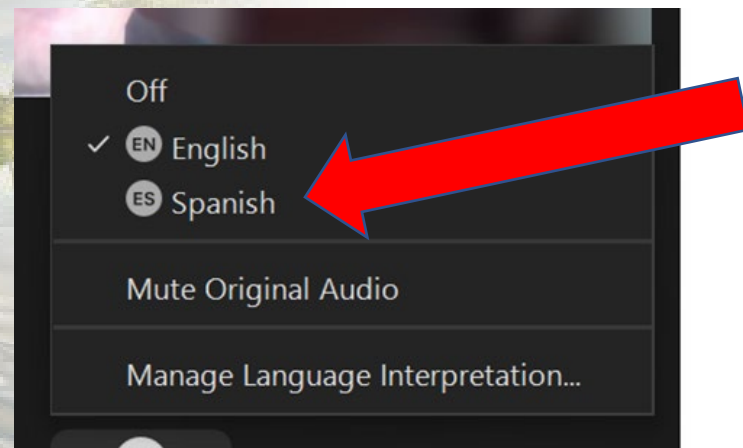 Off
EN English
ES Spanish
Mute Original Audio
Manage Language Interpretation...